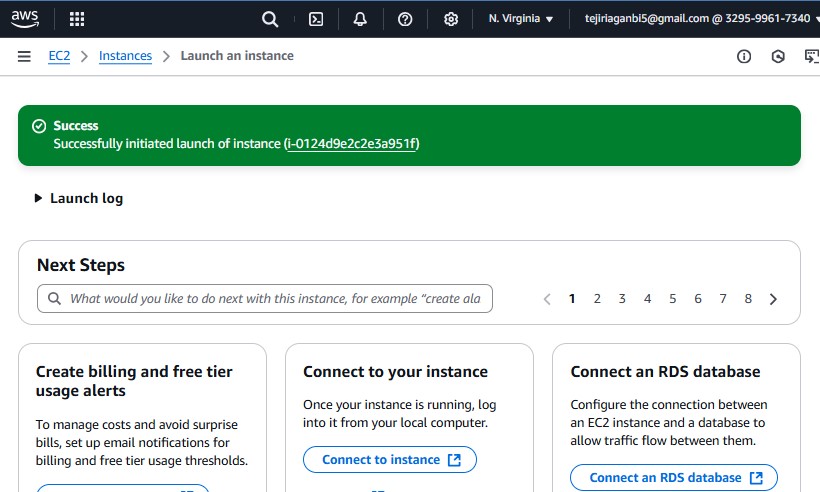 aws
N. Virginia
tejiriaganbi5@gmail.com @ 3295-9961-7340
EC2 > Instances > Launch an instance
Success
Successfully initiated launch of instance (i-0124d9e2c2e3a951f)
Launch log
Next Steps
What would you like to do next with this instance, for example "create ala
1 2 3 4 5 6 7 8
Create billing and free tier
usage alerts
To manage costs and avoid surprise
bills, set up email notifications for
billing and free tier usage thresholds.
Connect to your instance
Once your instance is running, log
into it from your local computer.
Connect to instance
Connect an RDS database
Configure the connection between
an EC2 instance and a database to
allow traffic flow between them.
Connect an RDS database